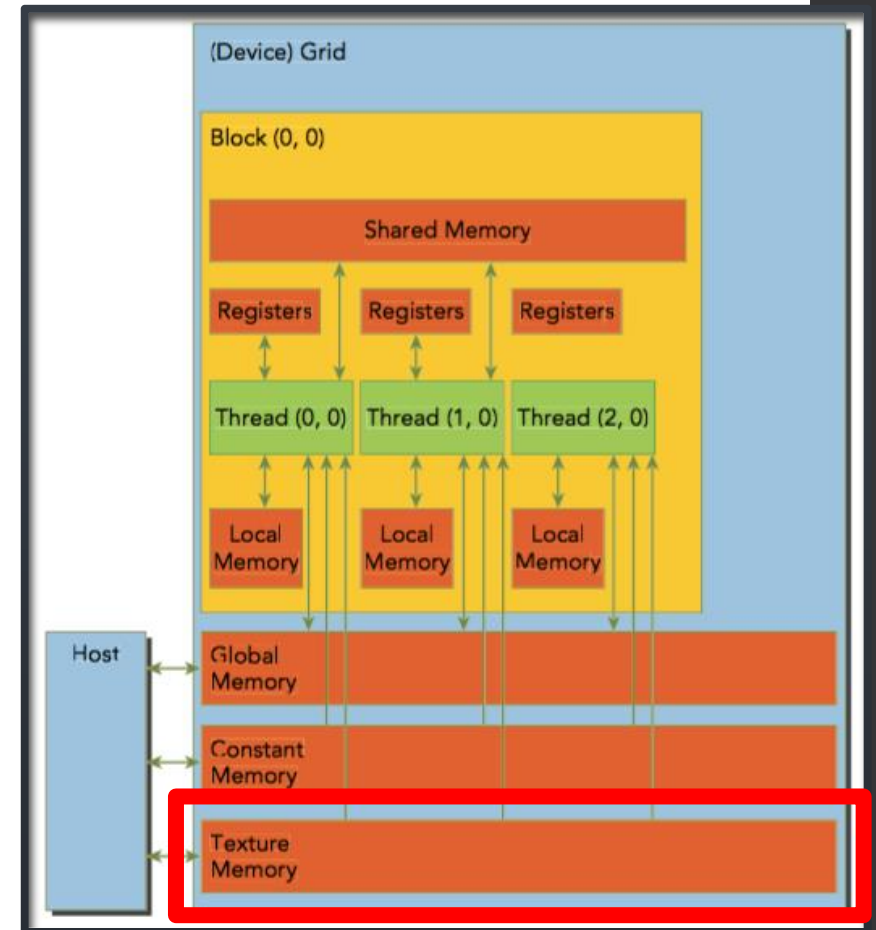 (Device) Grid
Block (0, 0)
Shared Memory
Registers Registers Registers
Thread (0, 0) Thread (1, 0) Thread (2, 0)
Local Local Local
Memory Memory Memory
Host Global
Memory
Constant
Memory
Texture
Memory